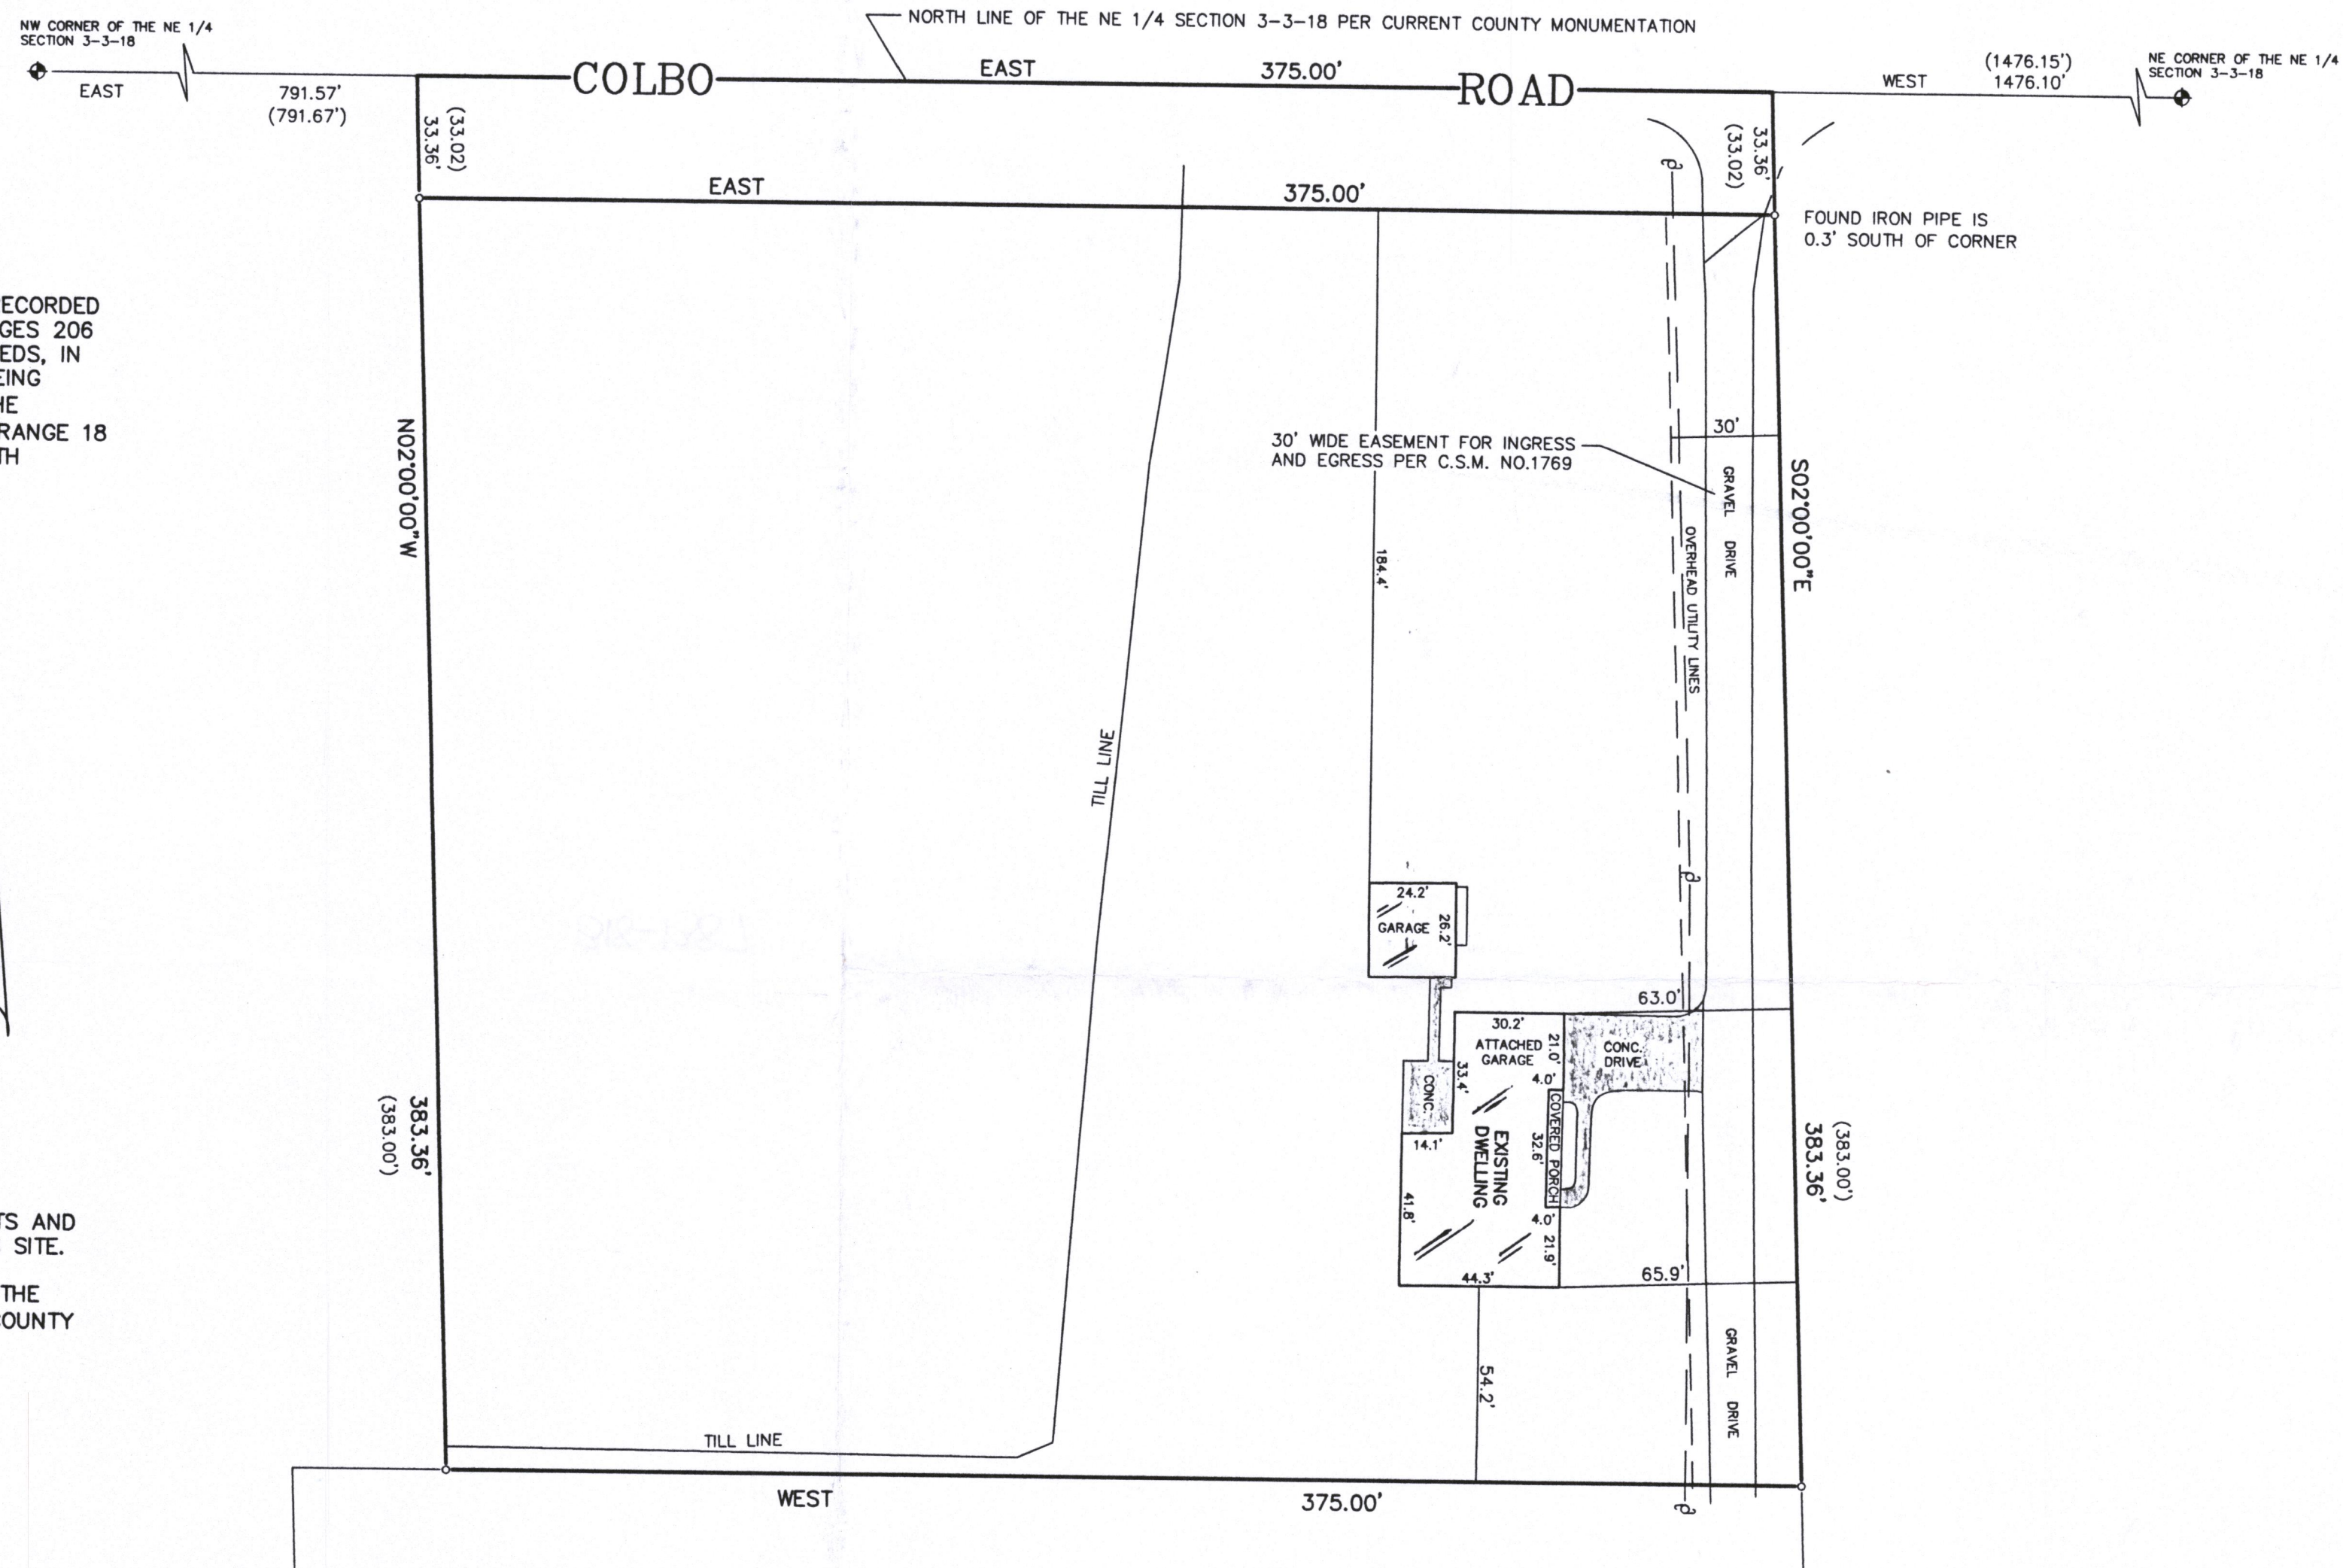 NW CORNER OF THE NE 1/4
SECTION 3-3-18
NORTH LINE OF THE NE 1/4 SECTION 3-3-18 PER CURRENT COUNTY MONUMENTATION
EAST
791.57'
(791.67')
COLBO
EAST
375.00'
ROAD
WEST
(1476.15')
1476.10'
NE CORNER OF THE NE 1/4
SECTION 3-3-18
(33.02)
33.36'
33.36'
(33.02)
EAST
375.00'
FOUND IRON PIPE IS
0.3' SOUTH OF CORNER
ECORDED
GES 206
EDS, IN
EING
HE
RANGE 18
TH
N02°00'00"W
30' WIDE EASEMENT FOR INGRESS
AND EGRESS PER C.S.M. NO.1769
30'
GRAVEL DRIVE
S02°00'00"E
OVERHEAD UTILITY LINES
184.4'
TILL LINE
24.2'
GARAGE
26.2'
63.0'
30.2'
ATTACHED
GARAGE
21.0'
4.0'
CONC.
DRIVE
33.4'
CONC.
14.1'
COVERED PORCH
32.6'
EXISTING
DWELLING
41.8'
4.0'
21.9'
44.3'
65.9'
383.36'
(383.00')
(383.00')
383.36'
TS AND
SITE.
THE
OUNTY
GRAVEL DRIVE
54.2'
TILL LINE
WEST
375.00'